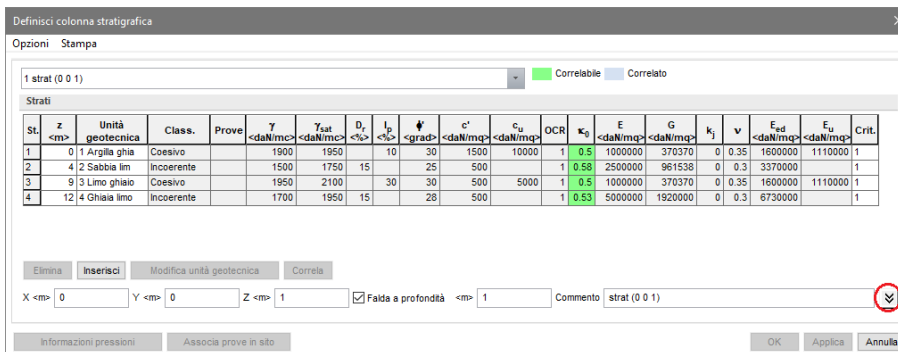 Definisci colonna stratigrafica
Opzioni Stampa
1 strat (0 0 1) Correlabile Correlato
Strati
St. z <m> Unità geotecnica Class. Prove γ <daN/mc> γsat <daN/mc> Dr <%> Ip <%> ϕ' <grad> c' <daN/mq> cu <daN/mq> OCR κ0 E <daN/mq> G <daN/mq> kj ν Eed <daN/mq> Eu <daN/mq> Crit.
1 0 1 Argilla ghia Coesivo 1900 1950 10 30 1500 10000 1 0.5 1000000 370370 0 0.35 1600000 1110000 1
2 4 2 Sabbia lim Incoerente 1500 1750 15 25 500 1 0.58 2500000 961538 0 0.3 3370000 1
3 9 3 Limo ghiaio Coesivo 1950 2100 30 30 500 5000 1 0.5 1000000 370370 0 0.35 1600000 1110000 1
4 12 4 Ghiaia limo Incoerente 1700 1950 15 28 500 1 0.53 5000000 1920000 0 0.3 6730000 1
Elimina Inserisci Modifica unità geotecnica Correla
X <m> 0 Y <m> 0 Z <m> 1 Falda a profondità <m> 1 Commento strat (0 0 1)
Informazioni pressioni Associa prove in sito OK Applica Annulla